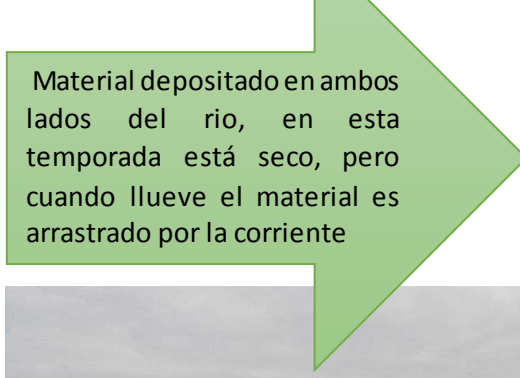 Material depositado en ambos
lados del rio, en esta
temporada está seco, pero
cuando llueve el material es
arrastrado por la corriente